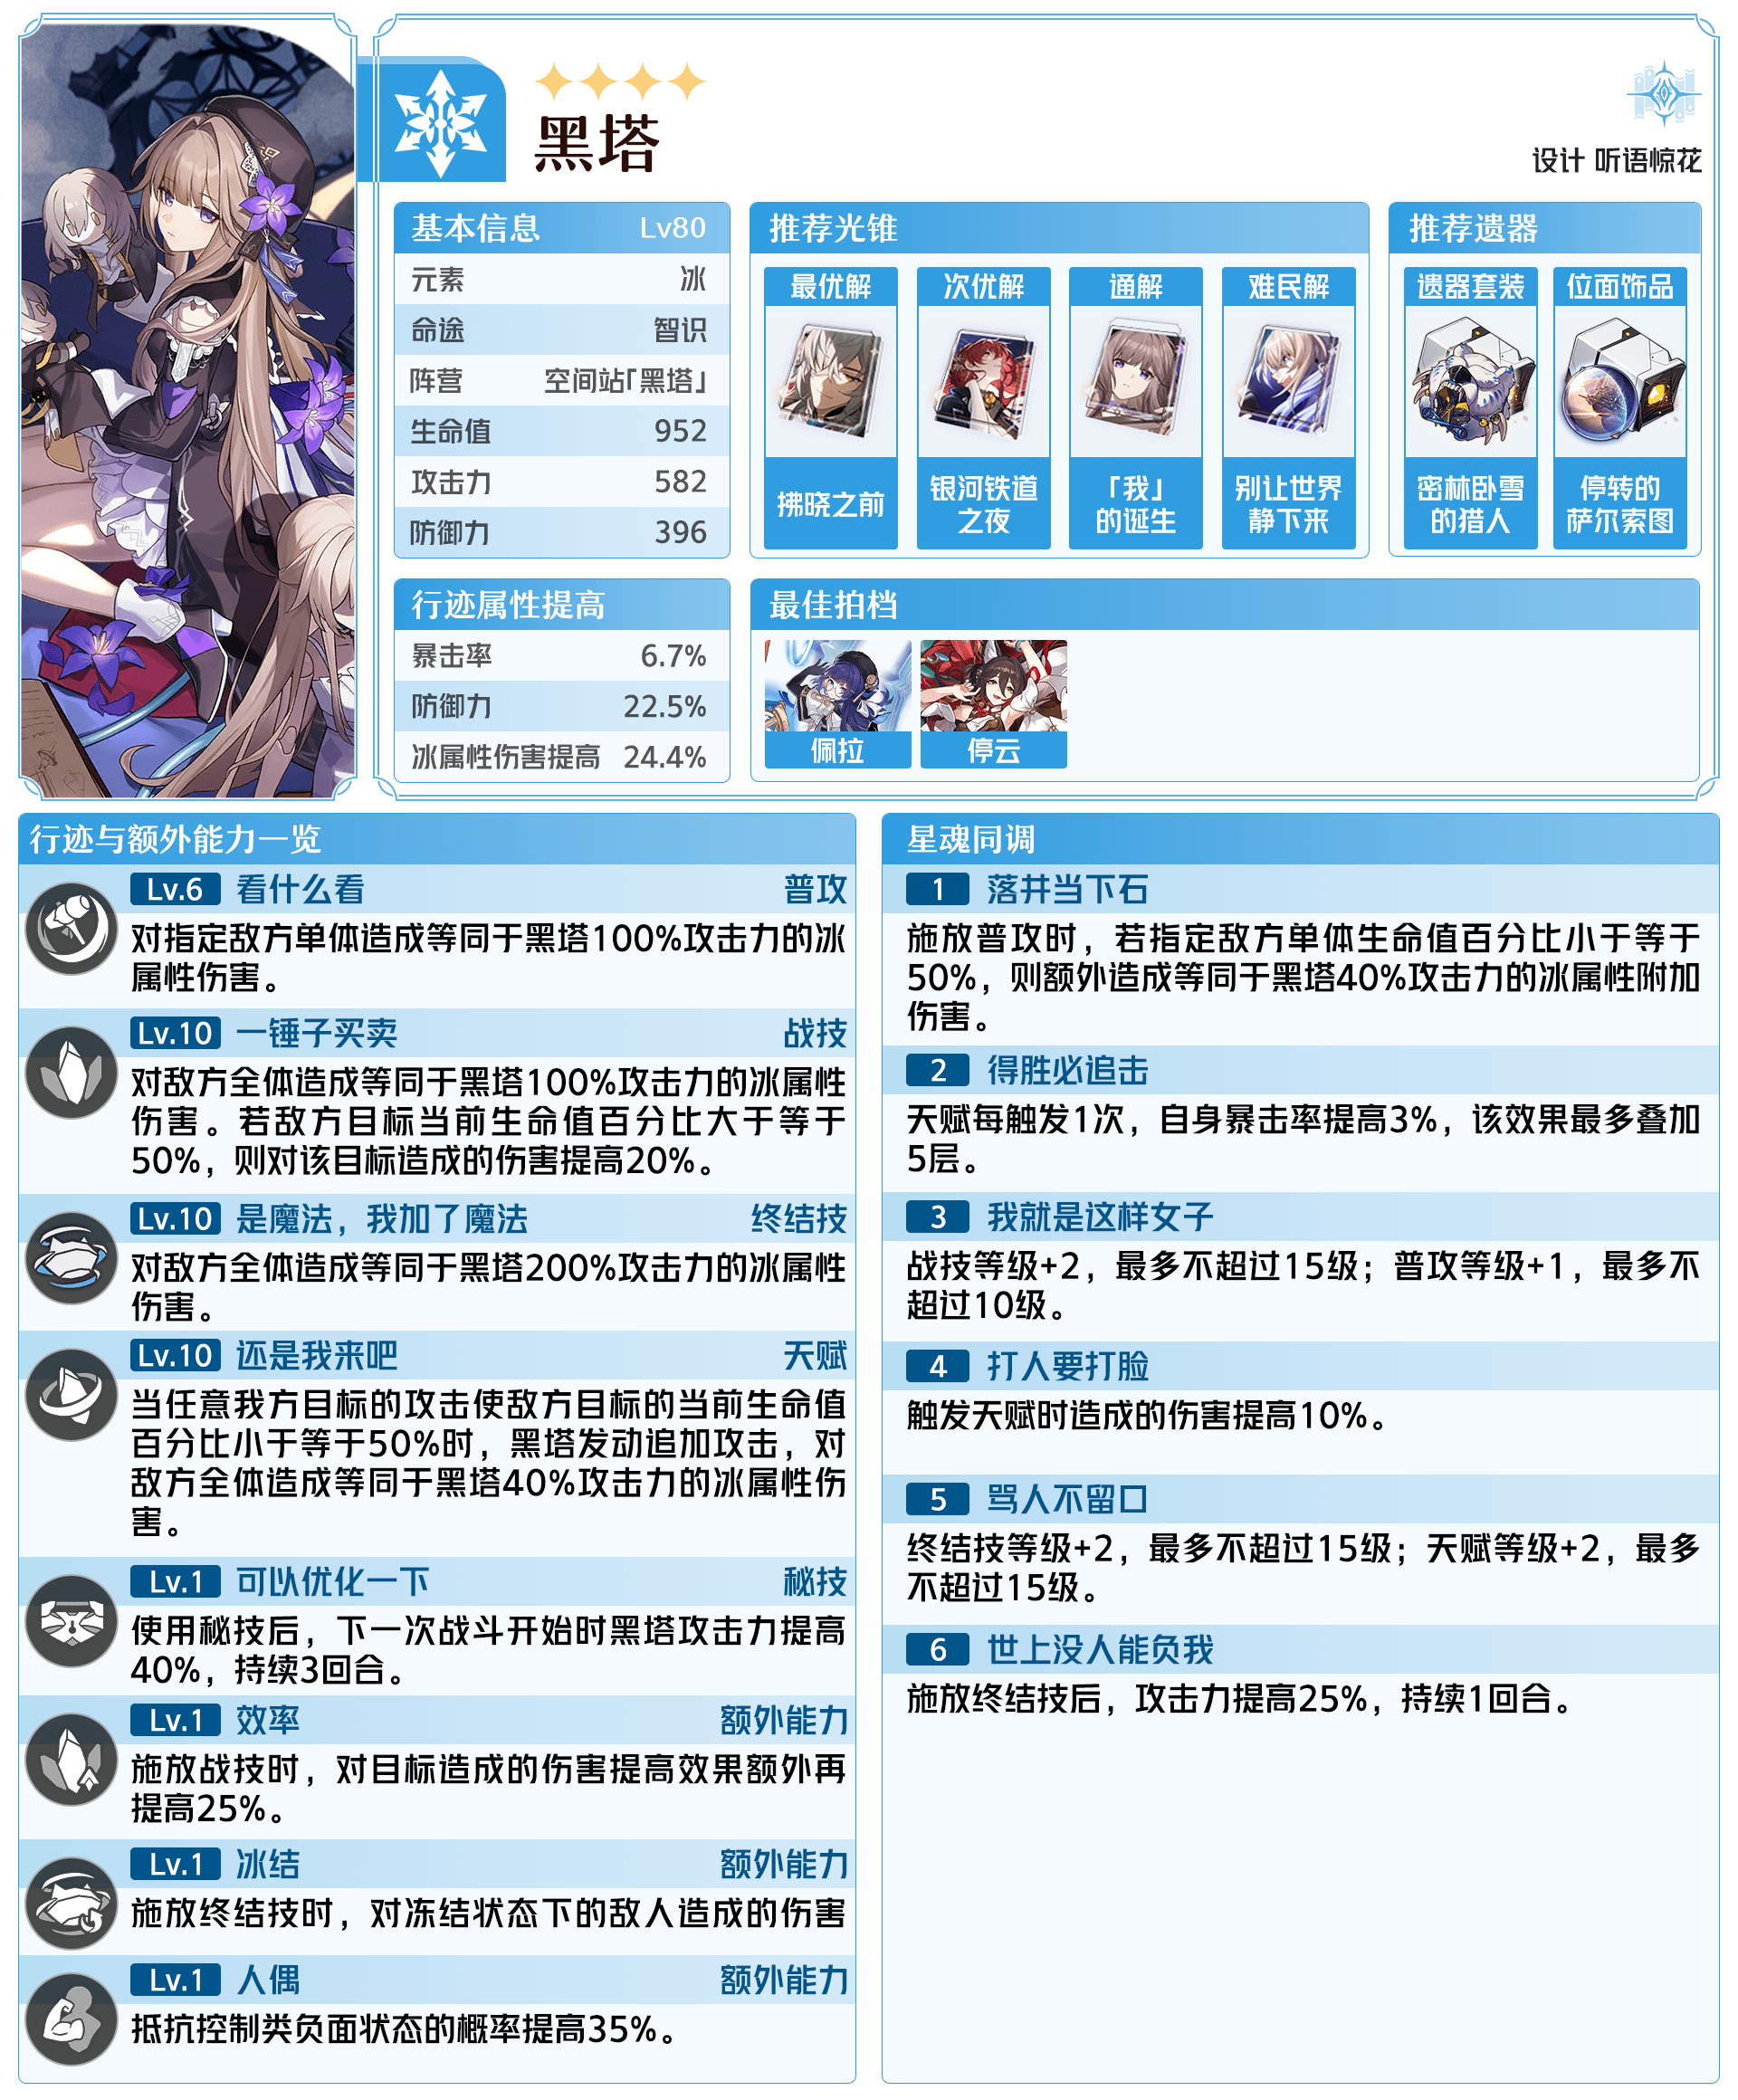 黑塔
设计 听语惊花
基本信息 Lv80
元素 冰
命途 智识
阵营 空间站「黑塔」
生命值 952
攻击力 582
防御力 396
推荐光锥
最优解 次优解 通解 难民解
拂晓之前
银河铁道
之夜
「我」
的诞生
别让世界
静下来
推荐遗器
遗器套装 位面饰品
密林卧雪
的猎人
停转的
萨尔索图
行迹属性提高
暴击率 6.7%
防御力 22.5%
冰属性伤害提高 24.4%
最佳拍档
佩拉 停云
行迹与额外能力一览
Lv.6 看什么看 普攻
对指定敌方单体造成等同于黑塔100%攻击力的冰
属性伤害。
Lv.10 一锤子买卖 战技
对敌方全体造成等同于黑塔100%攻击力的冰属性
伤害。若敌方目标当前生命值百分比大于等于
50%，则对该目标造成的伤害提高20%。
Lv.10 是魔法，我加了魔法 终结技
对敌方全体造成等同于黑塔200%攻击力的冰属性
伤害。
Lv.10 还是我来吧 天赋
当任意我方目标的攻击使敌方目标的当前生命值
百分比小于等于50%时，黑塔发动追加攻击，对
敌方全体造成等同于黑塔40%攻击力的冰属性伤
害。
Lv.1 可以优化一下 秘技
使用秘技后，下一次战斗开始时黑塔攻击力提高
40%，持续3回合。
Lv.1 效率 额外能力
施放战技时，对目标造成的伤害提高效果额外再
提高25%。
Lv.1 冰结 额外能力
施放终结技时，对冻结状态下的敌人造成的伤害
Lv.1 人偶 额外能力
抵抗控制类负面状态的概率提高35%。
星魂同调
1 落井当下石
施放普攻时，若指定敌方单体生命值百分比小于等于
50%，则额外造成等同于黑塔40%攻击力的冰属性附加
伤害。
2 得胜必追击
天赋每触发1次，自身暴击率提高3%，该效果最多叠加
5层。
3 我就是这样女子
战技等级+2，最多不超过15级；普攻等级+1，最多不
超过10级。
4 打人要打脸
触发天赋时造成的伤害提高10%。
5 骂人不留口
终结技等级+2，最多不超过15级；天赋等级+2，最多
不超过15级。
6 世上没人能负我
施放终结技后，攻击力提高25%，持续1回合。